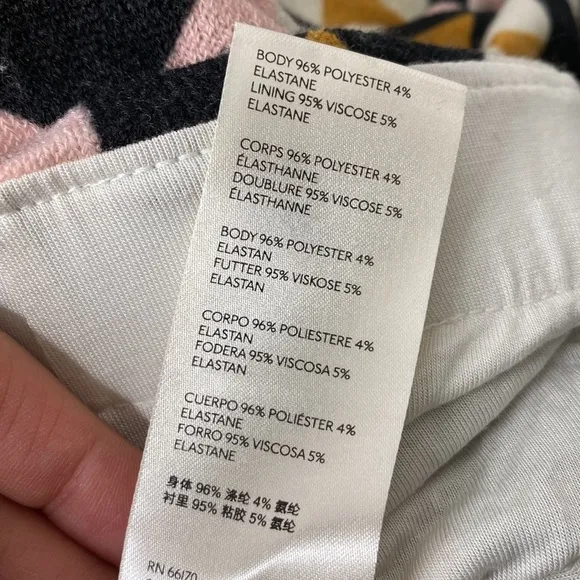 BODY 96% POLYESTER 4%
ELASTANE
LINING 95% VISCOSE 5%
ELASTANE
CORPS 96% POLYESTER 4%
ÉLASTHANNE
DOUBLURE 95% VISCOSE 5%
ÉLASTHANNE
BODY 96% POLYESTER 4%
ELASTAN
FUTTER 95% VISKOSE 5%
ELASTAN
CORPO 96% POLIESTERE 4%
ELASTAN
FODERA 95% VISCOSA 5%
ELASTAN
CUERPO 96% POLIÉSTER 4%
ELASTANE
FORRO 95% VISCOSA 5%
ELASTANE
身体 96% 涤纶 4% 氨纶
衬里 95% 粘胶 5% 氨纶
RN 66170